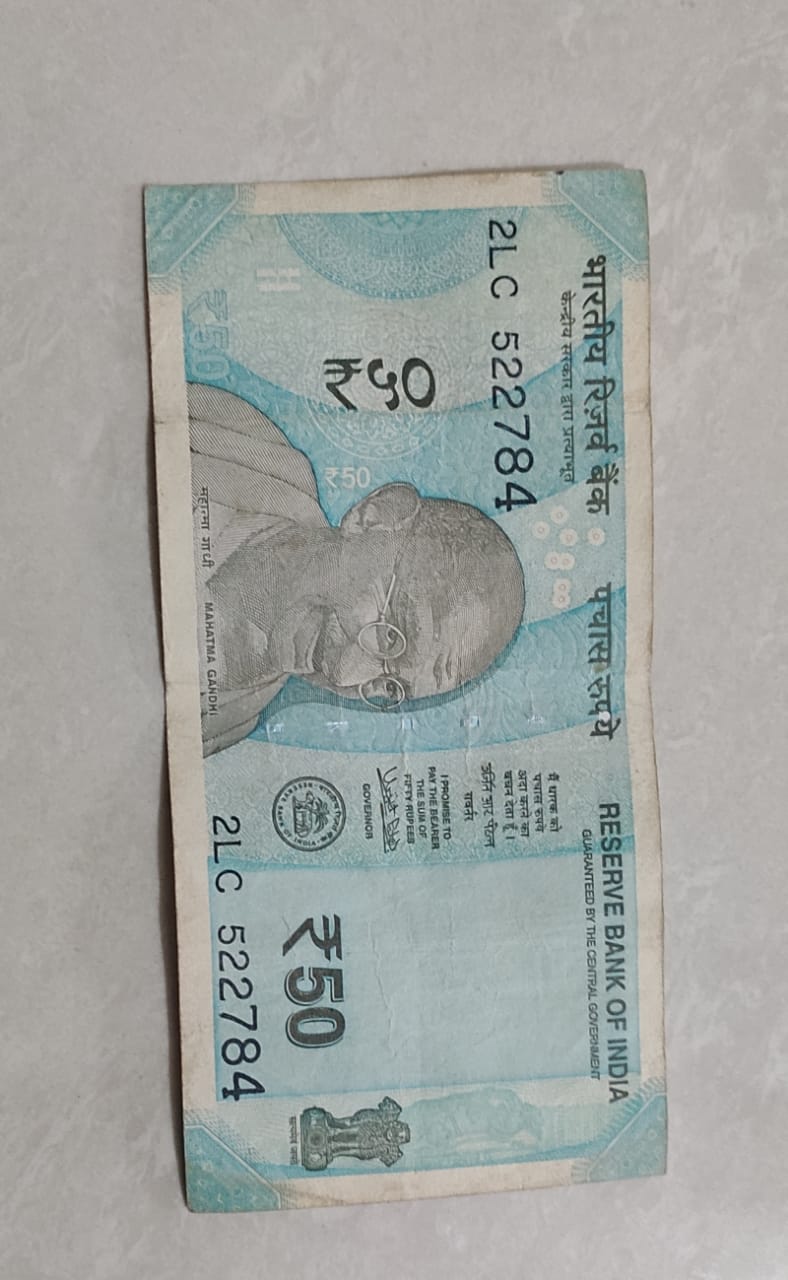 भारतीय रिज़र्व बैंक
केन्द्रीय सरकार द्वारा प्रत्याभूत
पचास रुपये
RESERVE BANK OF INDIA
GUARANTEED BY THE CENTRAL GOVERNMENT
2LC 522784
₹५०
₹50
मैं धारक को
पचास रुपये
अदा करने का
वचन देता हूँ।
उर्जित आर पटेल
गवर्नर
I PROMISE TO
PAY THE BEARER
THE SUM OF
FIFTY RUPEES
GOVERNOR
भारतीय रिज़र्व बैंक
RESERVE BANK OF INDIA
₹50
सत्यमेव जयते
2LC 522784
₹50
महात्मा गांधी
MAHATMA GANDHI